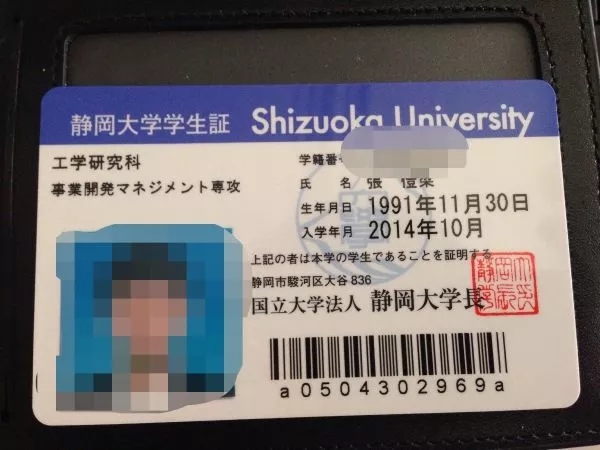 静岡大学学生証 Shizuoka University
工学研究科
事業開発マネジメント専攻
学籍番号
氏 名 張
生年月日 1991年11月30日
入学年月 2014年10月
上記の者は本学の学生であることを証明する
静岡市駿河区大谷836
国立大学法人 静岡大学長
a0504302969a